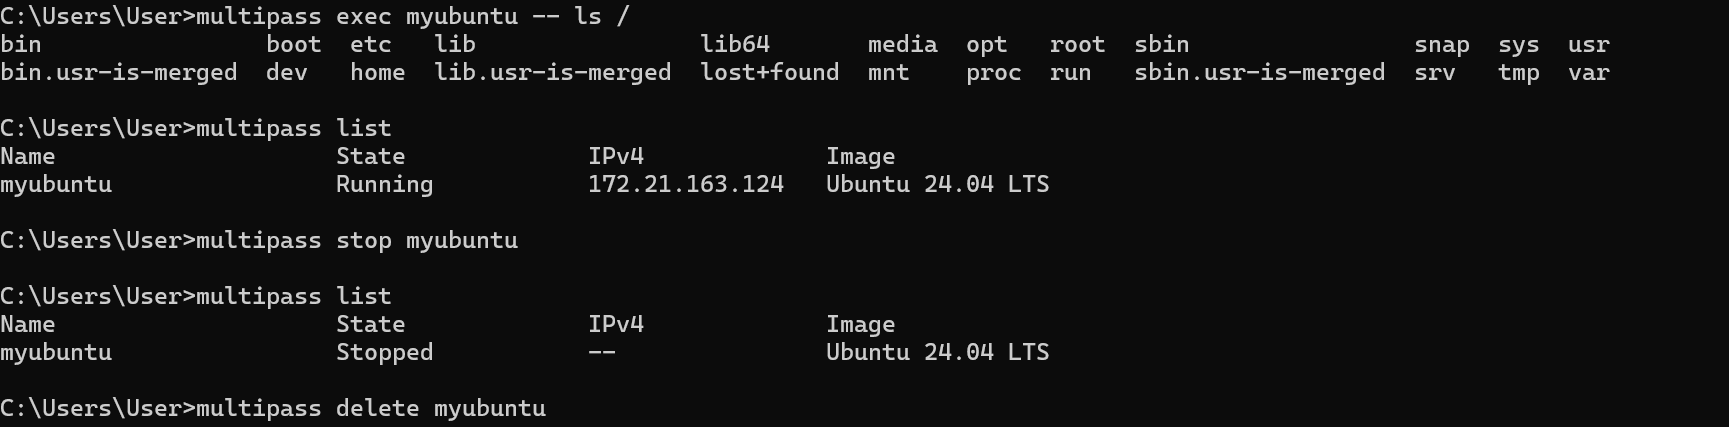 C:\Users\User>multipass exec myubuntu -- ls /
bin                boot  etc   lib                lib64       media  opt   root  sbin                snap  sys  usr
bin.usr-is-merged  dev   home  lib.usr-is-merged  lost+found  mnt    proc  run   sbin.usr-is-merged  srv   tmp  var
C:\Users\User>multipass list
Name                    State             IPv4             Image
myubuntu                Running           172.21.163.124   Ubuntu 24.04 LTS
C:\Users\User>multipass stop myubuntu
C:\Users\User>multipass list
Name                    State             IPv4             Image
myubuntu                Stopped           --               Ubuntu 24.04 LTS
C:\Users\User>multipass delete myubuntu